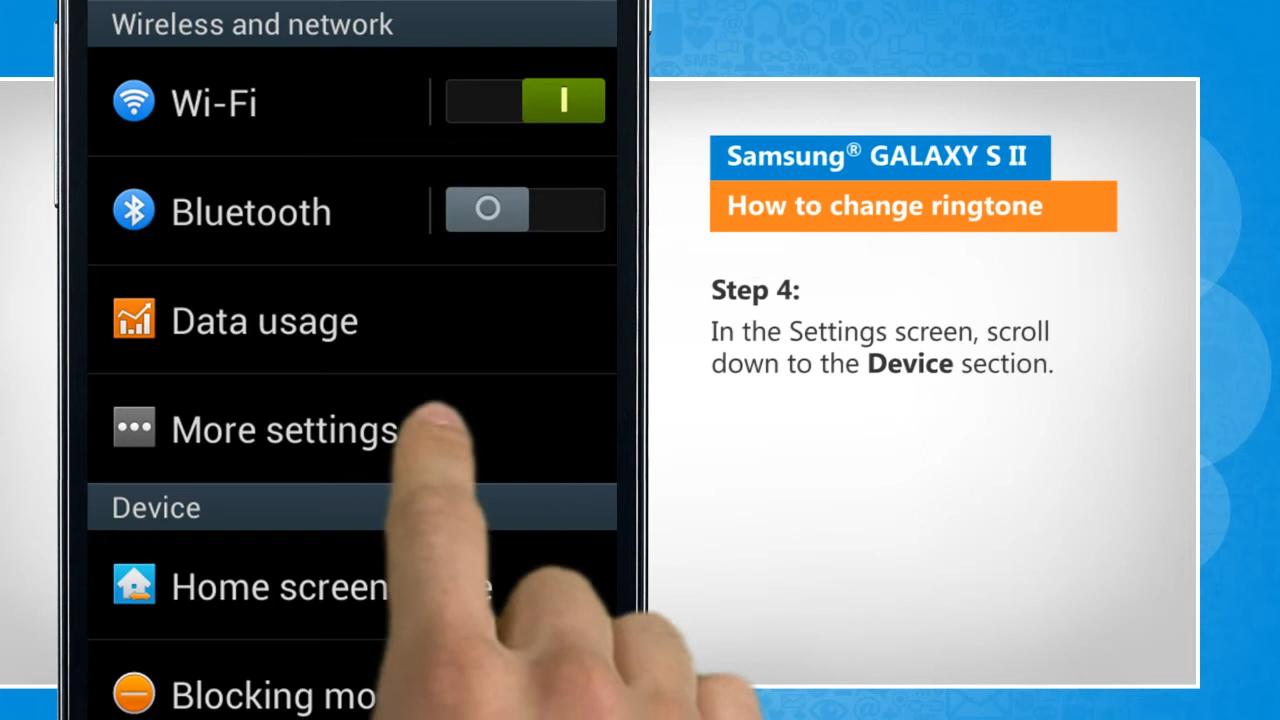 Wireless and network
Wi-Fi
Bluetooth
Data usage
More settings
Device
Home screen
Blocking mo
Samsung® GALAXY S II
How to change ringtone
Step 4:
In the Settings screen, scroll
down to the Device section.